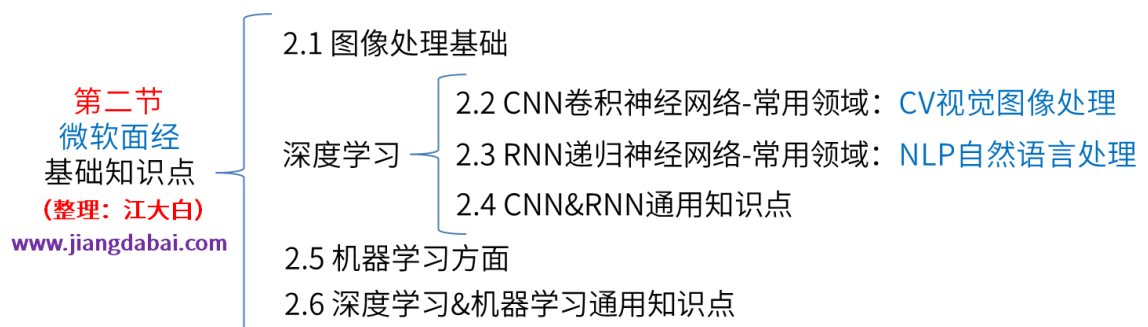 第二节
微软面经
基础知识点
（整理：江大白）
www.jiangdabai.com
2.1 图像处理基础
深度学习
2.2 CNN卷积神经网络-常用领域：CV视觉图像处理
2.3 RNN递归神经网络-常用领域：NLP自然语言处理
2.4 CNN&RNN通用知识点
2.5 机器学习方面
2.6 深度学习&机器学习通用知识点